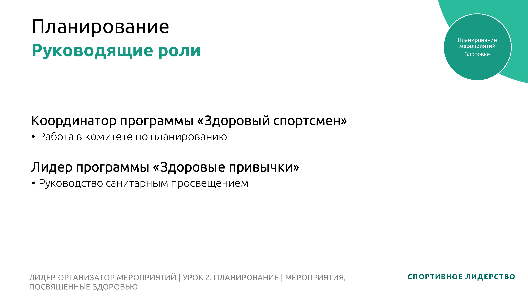 Планирование
Руководящие роли
Планирование
мероприятий
Здоровье
Координатор программы «Здоровый спортсмен»
• Работа в комитете по планированию
Лидер программы «Здоровые привычки»
• Руководство санитарным просвещением
ЛИДЕР-ОРГАНИЗАТОР МЕРОПРИЯТИЙ | УРОК 2. ПЛАНИРОВАНИЕ | МЕРОПРИЯТИЯ,
ПОСВЯЩЕННЫЕ ЗДОРОВЬЮ
СПОРТИВНОЕ ЛИДЕРСТВО